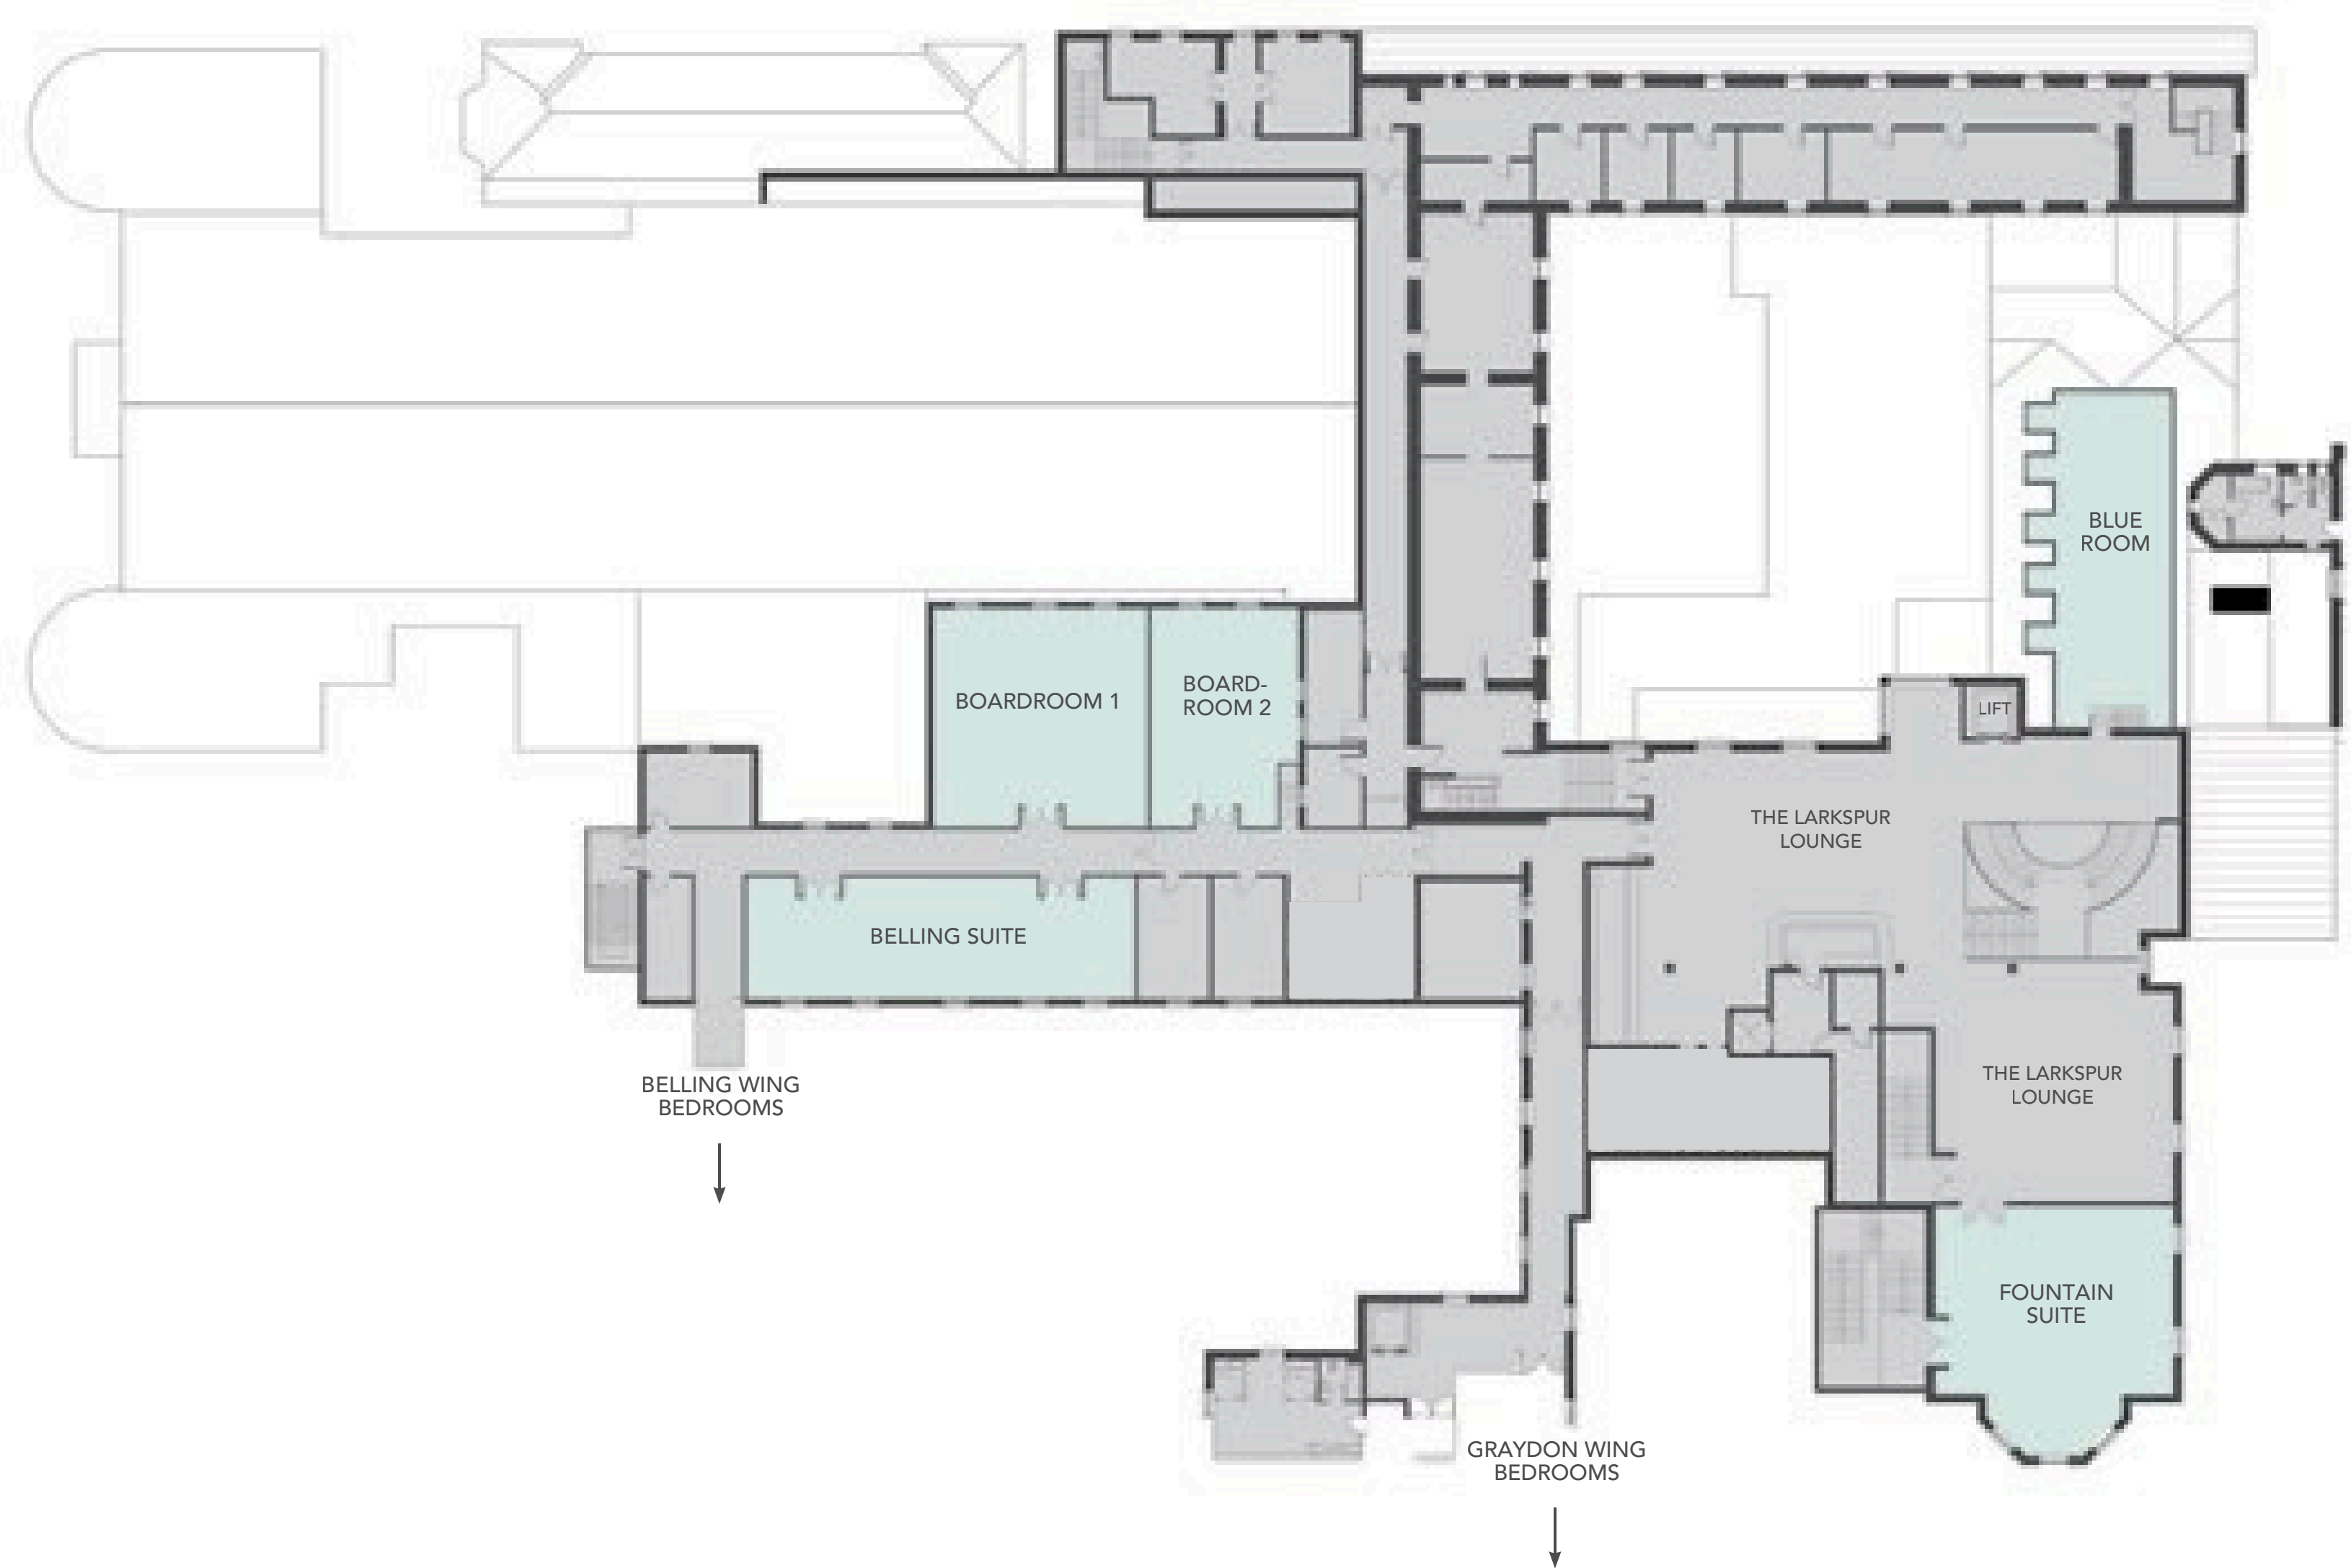 BLUE
ROOM
BOARDROOM 1
BOARD-
ROOM 2
LIFT
THE LARKSPUR
LOUNGE
BELLING SUITE
BELLING WING
BEDROOMS
THE LARKSPUR
LOUNGE
FOUNTAIN
SUITE
GRAYDON WING
BEDROOMS